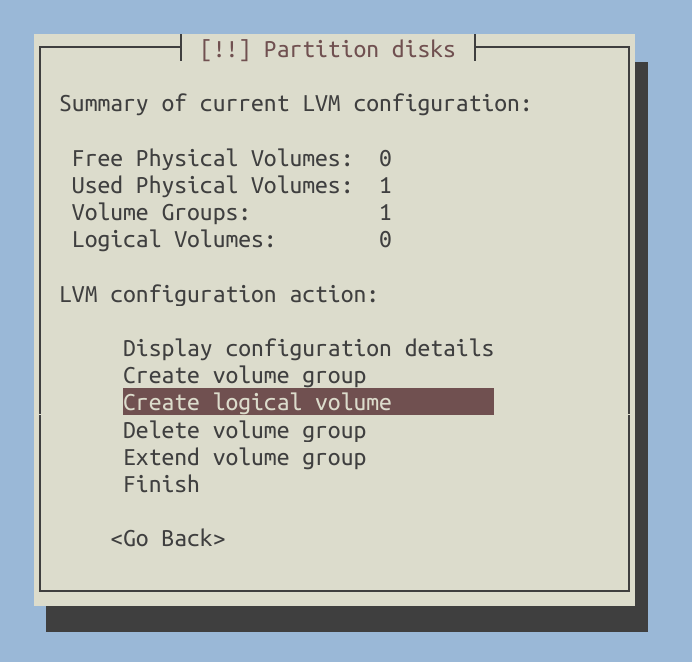 [!!] Partition disks
Summary of current LVM configuration:
Free Physical Volumes: 0
Used Physical Volumes: 1
Volume Groups: 1
Logical Volumes: 0
LVM configuration action:
Display configuration details
Create volume group
Create logical volume
Delete volume group
Extend volume group
Finish
<Go Back>